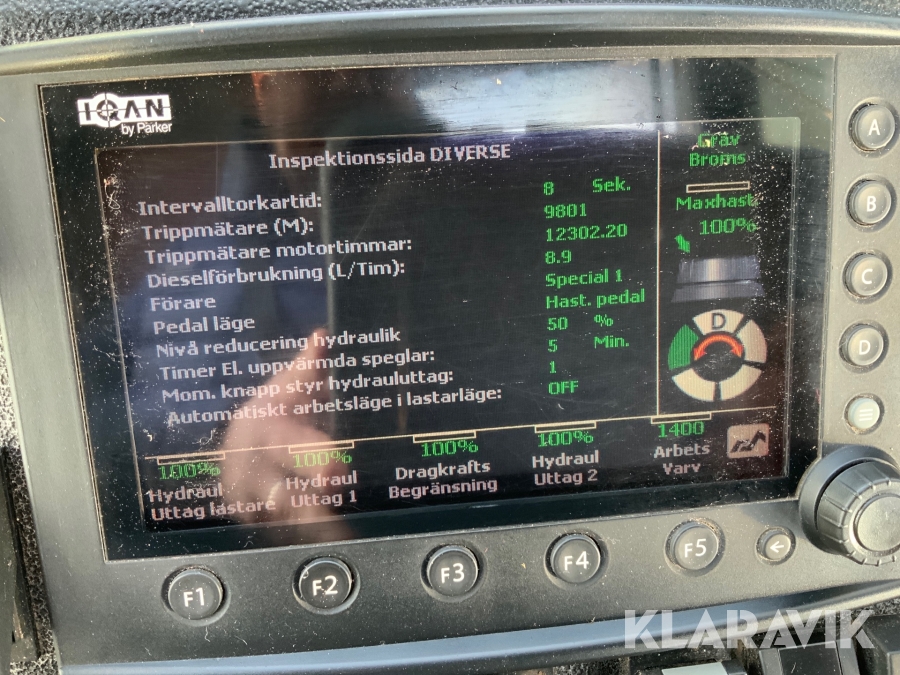 IQAN
by Parker
Inspektionssida DIVERSE
Intervalltorkartid: 8 Sek.
Trippmätare (M): 9801
Trippmätare motortimmar: 12302.20
Dieselförbrukning (L/Tim): 8.9
Förare Special 1
Pedal läge Hast. pedal
Nivå reducering hydraulik 50 %
Timer El. uppvärmda speglar: 5 Min.
Mom. knapp styr hydrauluttag: 1
Automatiskt arbetsläge i lastarläge: OFF
Grav
Broms
Maxhast
100%
D
100%
Hydraul
Uttag lastare
100%
Hydraul
Uttag 1
100%
Dragkrafts
Begränsning
100%
Hydraul
Uttag 2
1400
Arbets
Varv
A
B
C
D
F1
F2
F3
F4
F5
KLARAVIK